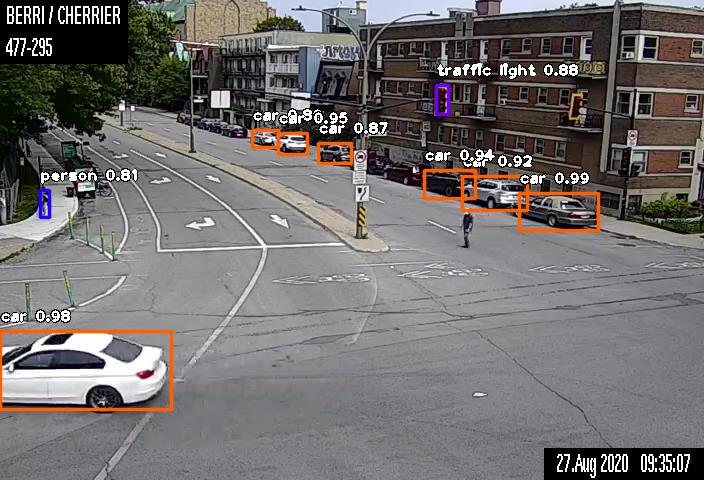 BERRI / CHERRIER
477-295
traffic light 0.88
car 0.95
car 0.87
car 0.94
car 0.92
car 0.99
person 0.81
car 0.98
27.Aug 2020 09:35:07